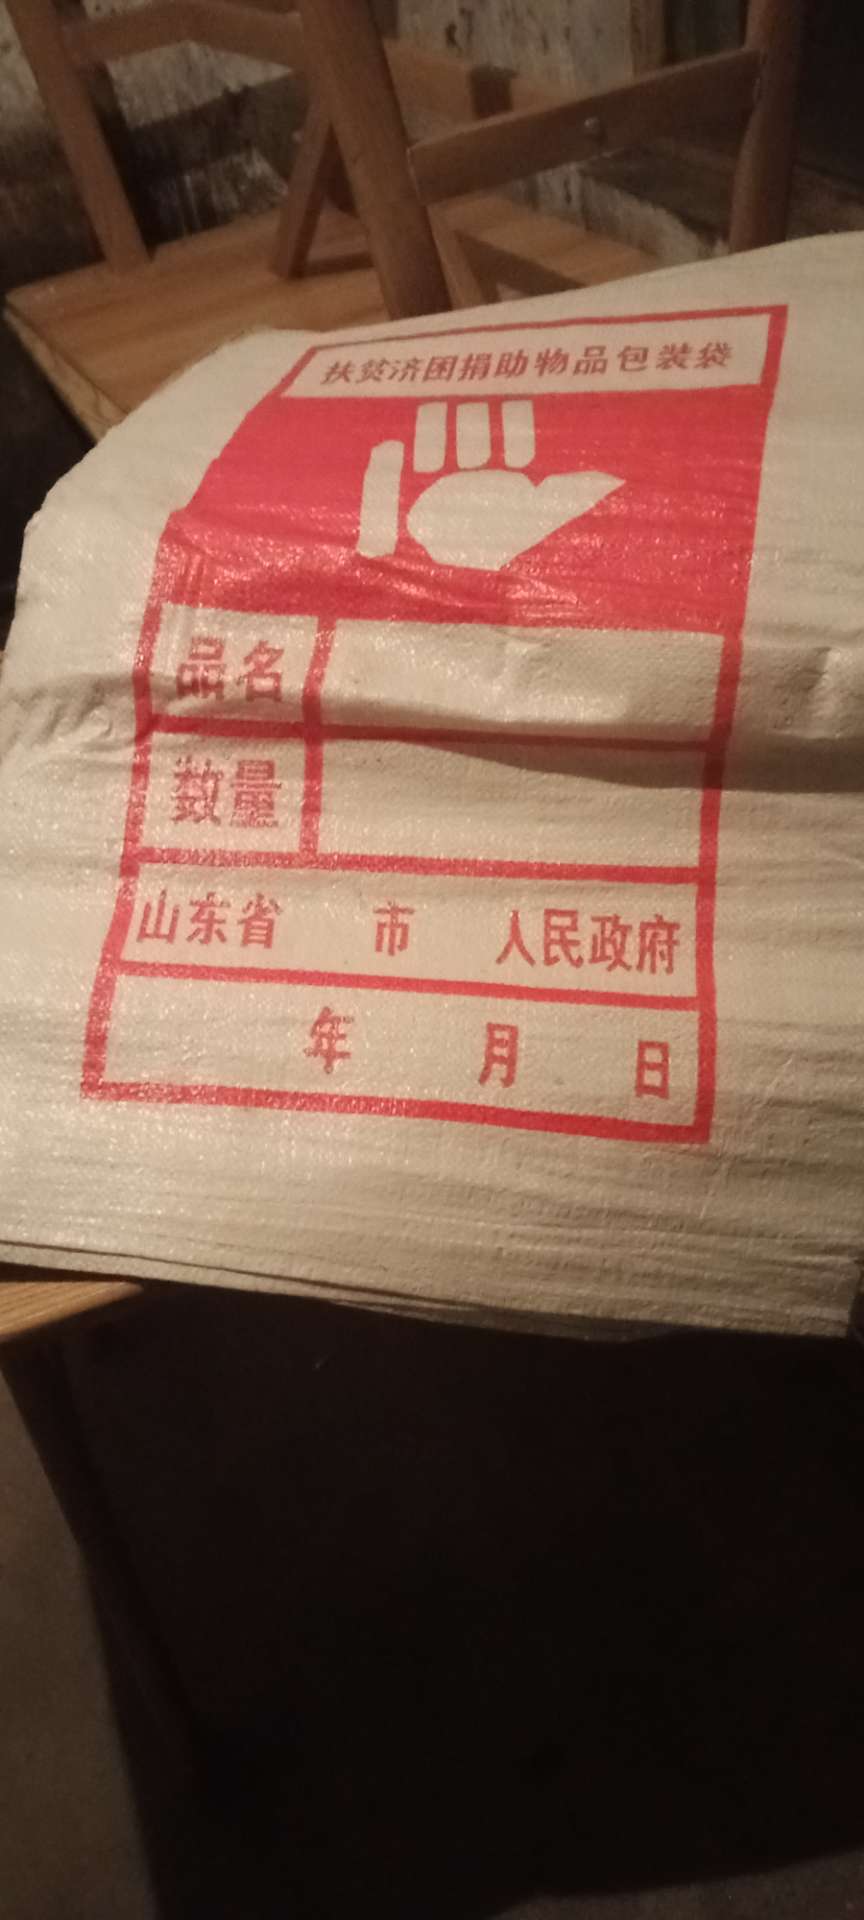 扶贫济困捐助物品包装袋
品名
数量
山东省 市 人民政府
年 月 日